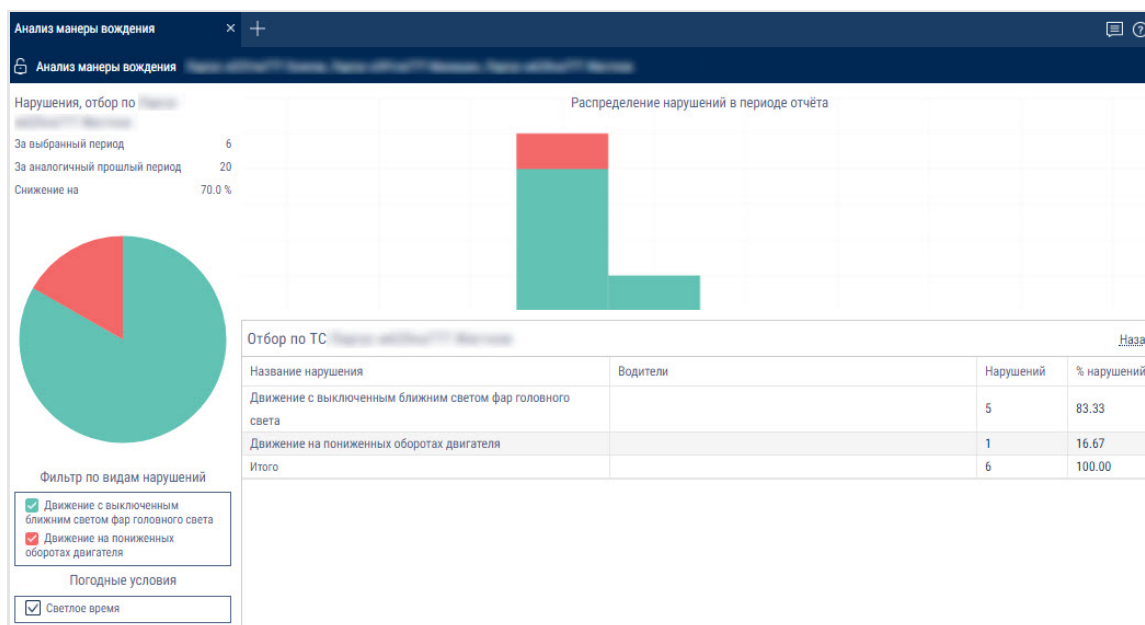 Анализ манеры вождения
Анализ манеры вождения
Нарушения, отбор по
За выбранный период 6
За аналогичный прошлый период 20
Снижение на 70.0 %
Распределение нарушений в периоде отчёта
Отбор по ТС
Наза
Название нарушения Водители Нарушений % нарушений
Движение с выключенным ближним светом фар головного
света 5 83.33
Движение на пониженных оборотах двигателя 1 16.67
Итого 6 100.00
Фильтр по видам нарушений
Движение с выключенным
ближним светом фар головного света
Движение на пониженных
оборотах двигателя
Погодные условия
Светлое время